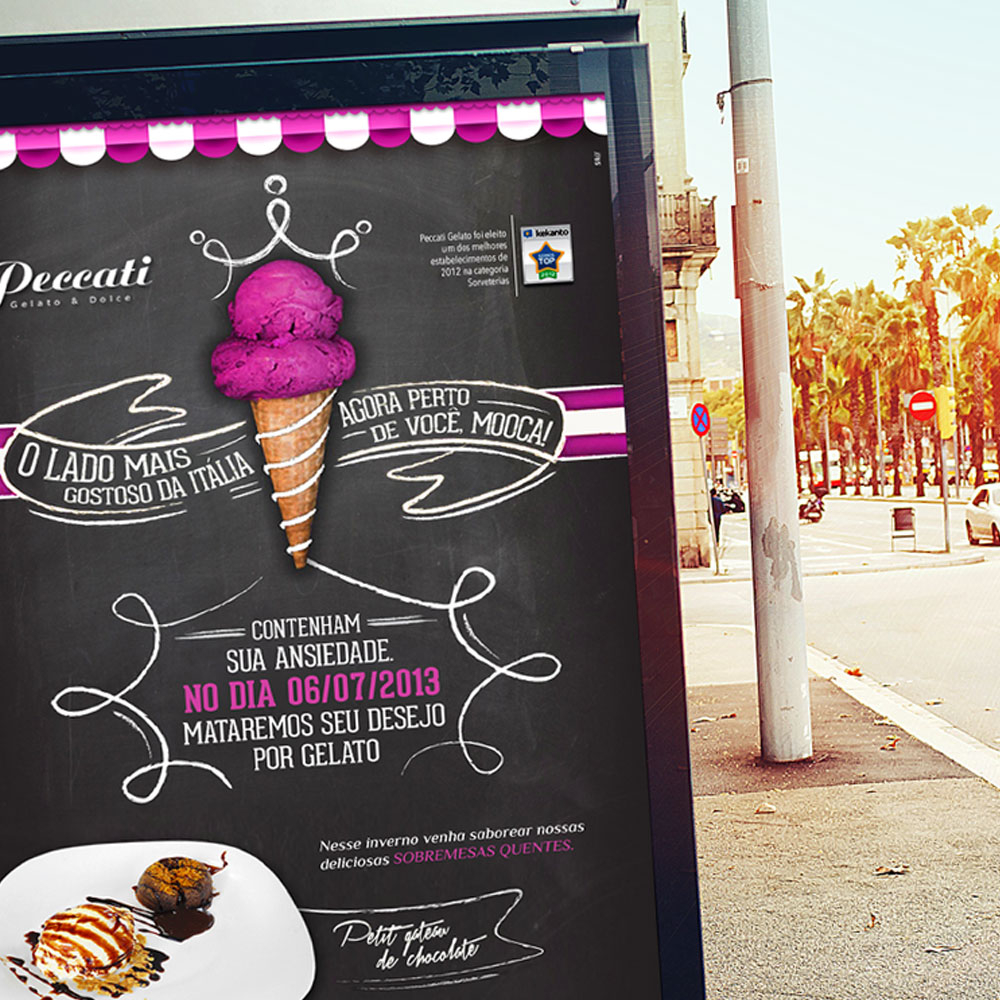 Peccati
Gelato & Dolce
Peccati Gelato foi eleito
um dos melhores
estabelecimentos de
2012 na categoria
Sorveterias
kekanto
TOP
2012
O LADO MAIS
GOSTOSO DA ITÁLIA
AGORA PERTO
DE VOCÊ, MOOCA!
CONTENHAM
SUA ANSIEDADE.
NO DIA 06/07/2013
MATAREMOS SEU DESEJO
POR GELATO
Nesse inverno venha saborear nossas
deliciosas SOBREMESAS QUENTES.
Petit gateau
de chocolate